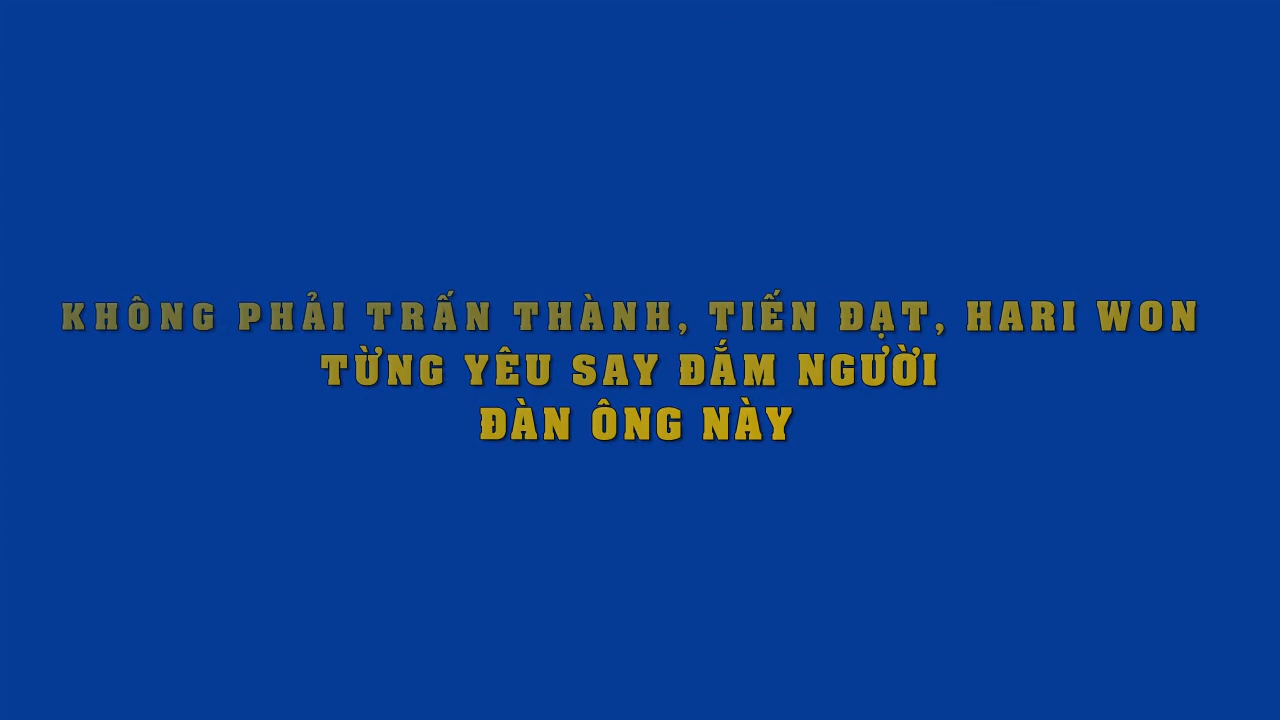 KHÔNG PHẢI TRẤN THÀNH, TIẾN ĐẠT, HARI WON
TỪNG YÊU SAY ĐẮM NGƯỜI
ĐÀN ÔNG NÀY